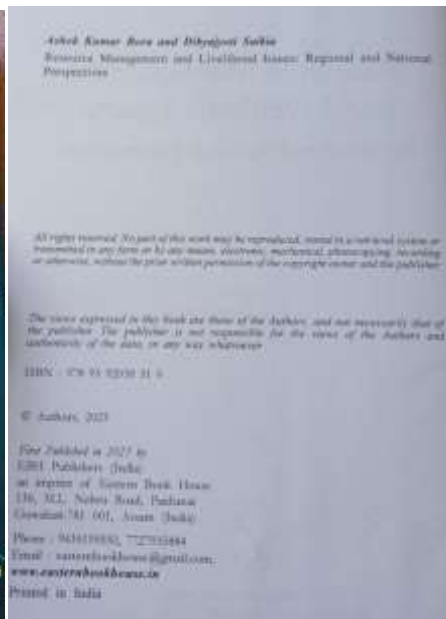 Ashok Kumar Bora and Dibyajyoti Saikia
Resource Management and Livelihood Issues: Regional and National
Perspectives
All rights reserved. No part of this work may be reproduced, stored in a retrieval system or
transmitted in any form or by any means, electronic, mechanical, photocopying, recording
or otherwise, without the prior written permission of the copyright owner and the publisher
The views expressed in this book are those of the Authors, and not necessarily that of
the publisher. The publisher is not responsible for the views of the Authors and
authenticity of the data, in any way whatsoever
ISBN : 978 93
© Authors, 2023
First Published in 2023 by
EBH Publishers (India)
an imprint of Eastern Book House
136, M.L. Nehru Road, Panbazar
Guwahati-781 001, Assam (India)
Phone :
Email : easternbookhouse@gmail.com,
www.easternbookhouse.in
Printed in India